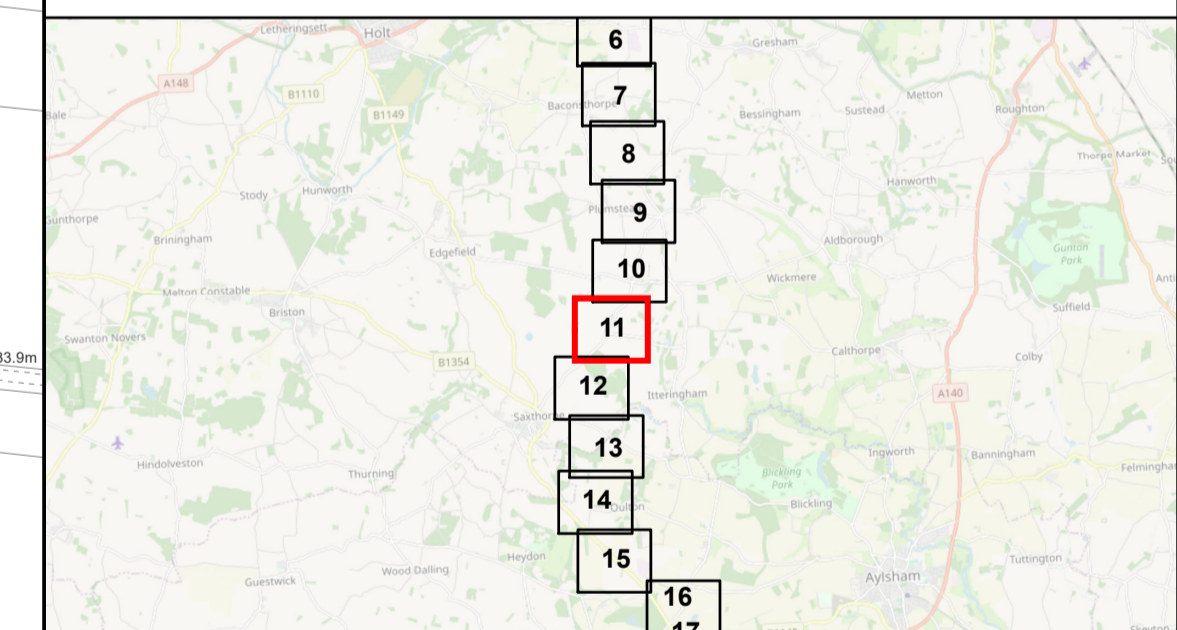 Letheringsett
Holt
6
Gresham
A148
B1110
7
Baconsthorpe
Metton
Bale
B1149
Bessingham
Sustead
Roughton
8
Thorpe Market
Hanworth
Stody
Hunworth
9
Gunthorpe
Briningham
Aldborough
Edgefield
Gunton
Park
10
Wickmere
Melton Constable
Briston
Suffield
11
Swanton Novers
33.9m
B1354
Calthorpe
Colby
12
Itteringham
A140
Saxthorpe
13
Ingworth
Banningham
Hindolveston
Thurning
Blickling
Park
Felmingham
14
Oulton
Blickling
15
Heydon
Wood Dalling
Guestwick
Tuttington
Aylsham
16
17